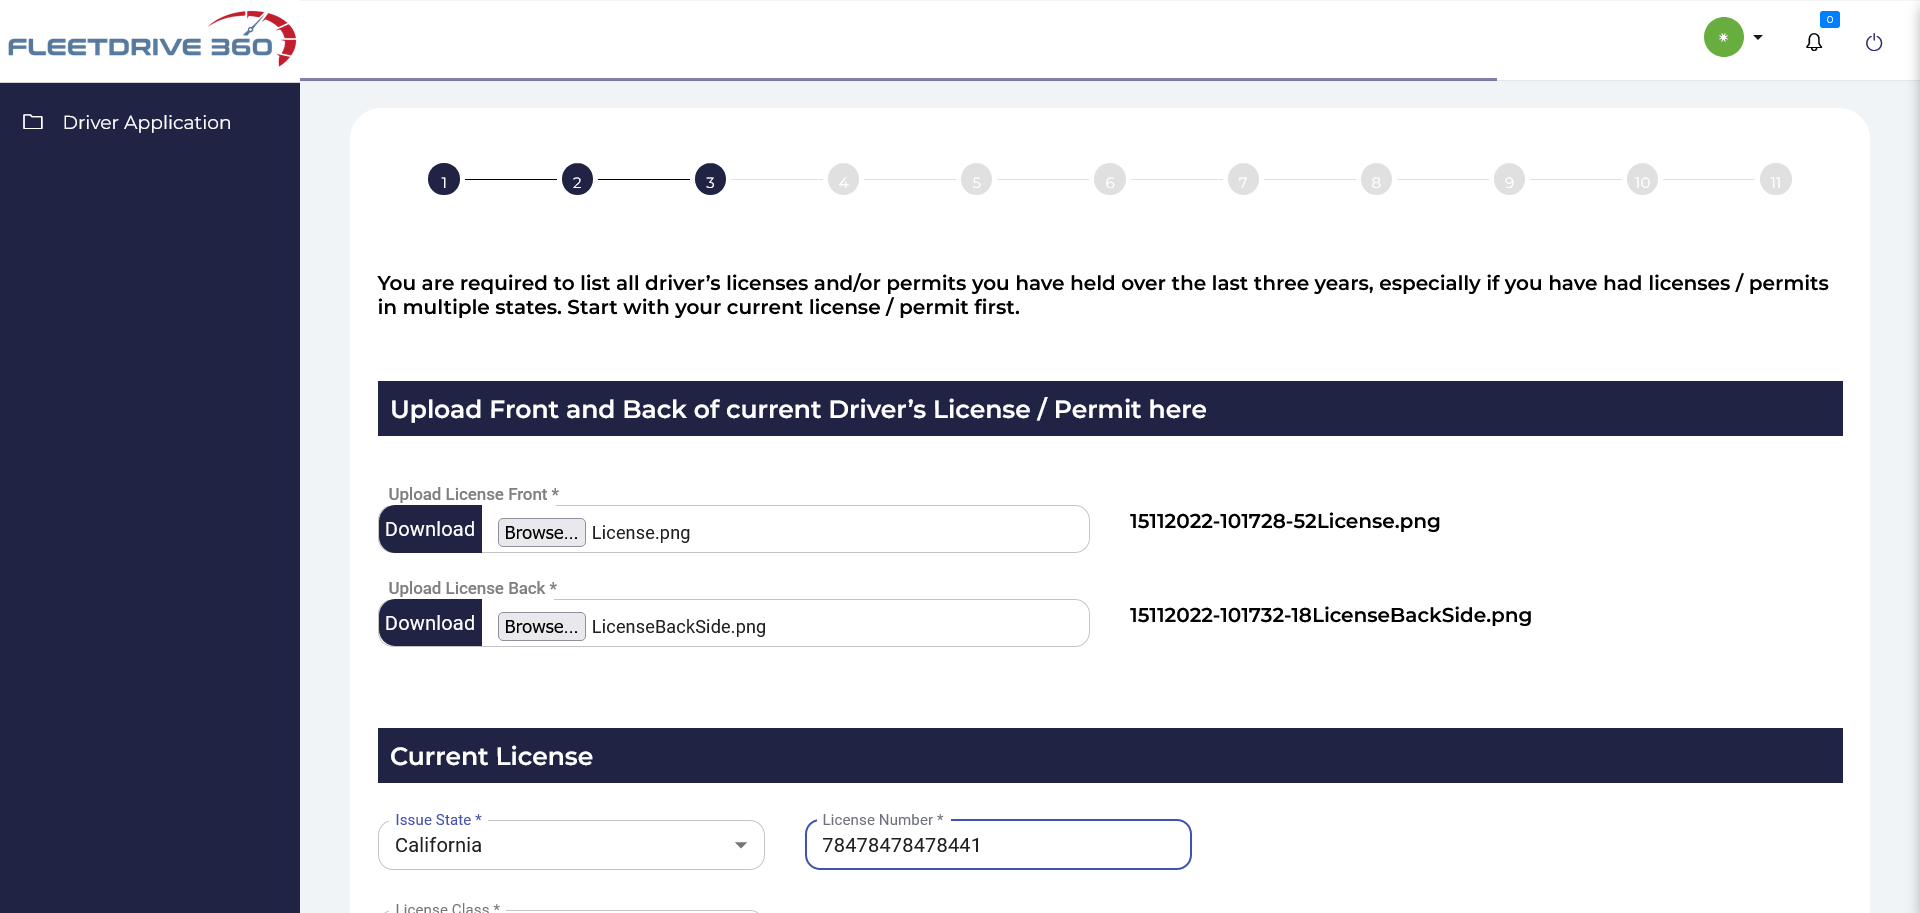 FLEETDRIVE 360
0
Driver Application
1 2 3 4 5 6 7 8 9 10 11
You are required to list all driver’s licenses and/or permits you have held over the last three years, especially if you have had licenses / permits
in multiple states. Start with your current license / permit first.
Upload Front and Back of current Driver’s License / Permit here
Upload License Front *
Download Browse... License.png 15112022-101728-52License.png
Upload License Back *
Download Browse... LicenseBackSide.png 15112022-101732-18LicenseBackSide.png
Current License
Issue State * License Number *
California 78478478478441
License Class *